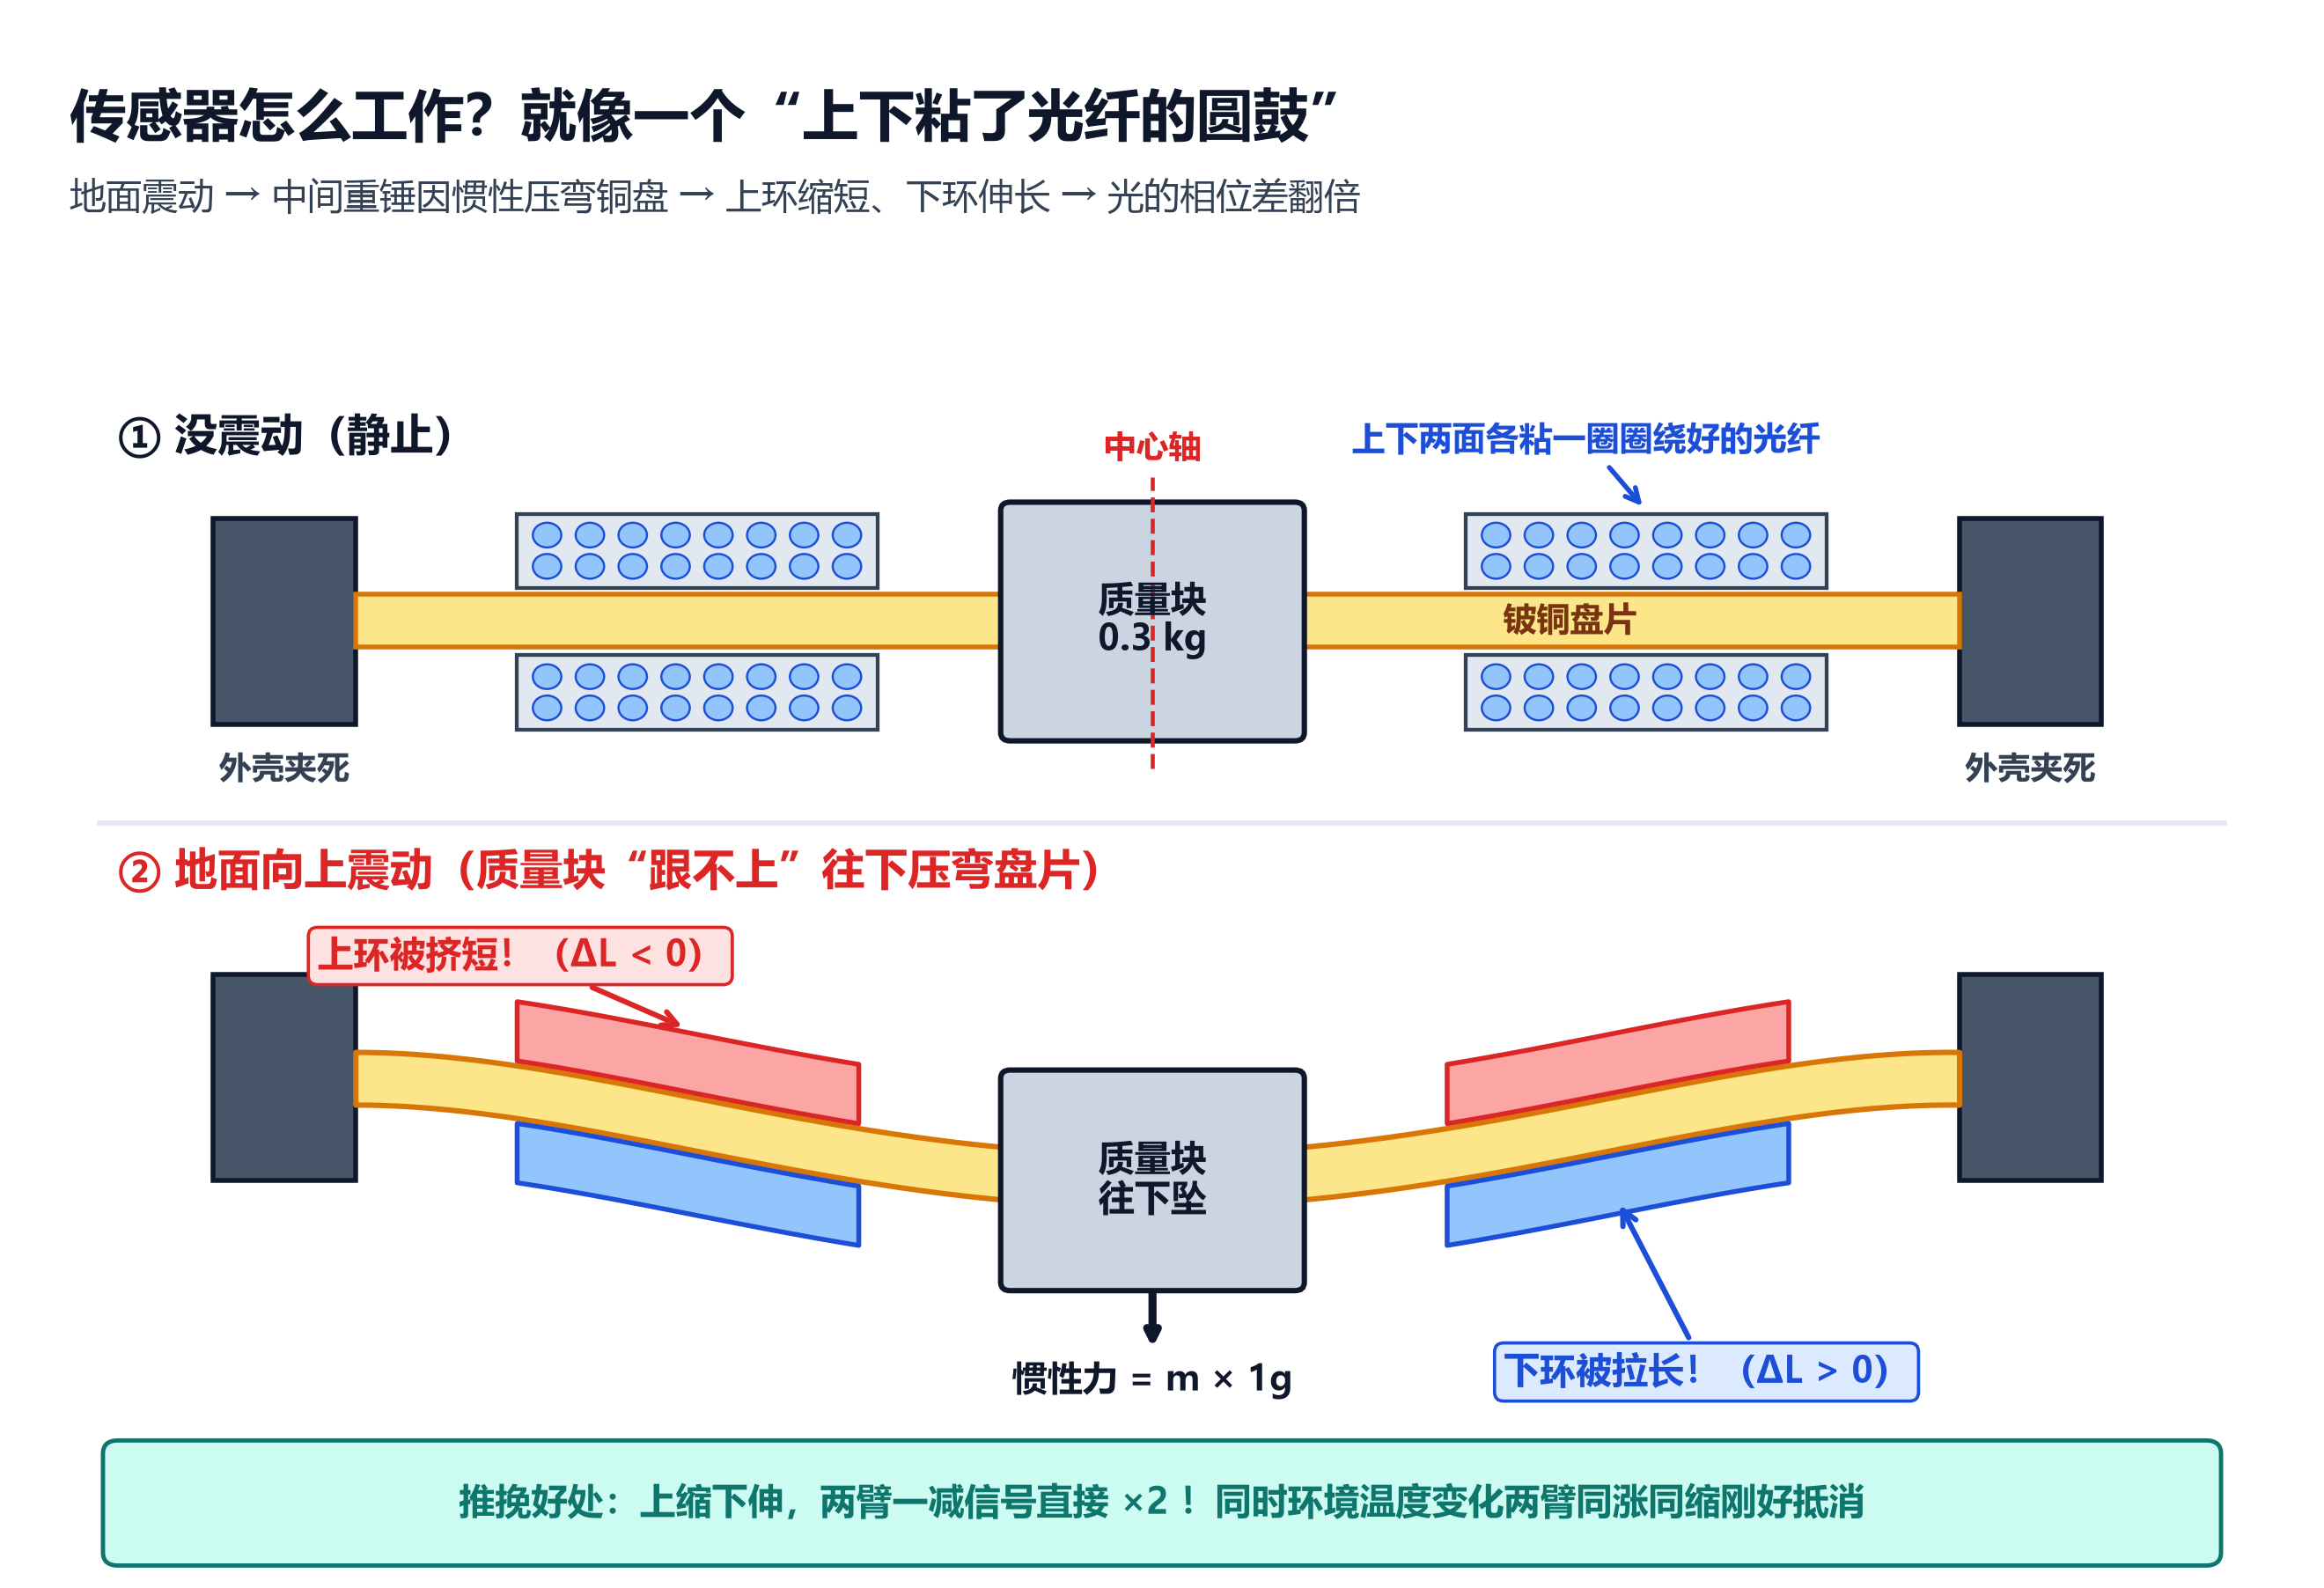 传感器怎么工作？就像一个“上下粘了光纤的圆鼓”
地面震动 → 中间重锤因惯性压弯铜盘 → 上环缩短、下环伸长 → 光的相位差翻倍
① 没震动（静止）
中心轴
上下两面各粘一圈圈绕好的光纤
质量块
0.3 kg
铍铜盘片
外壳夹死
外壳夹死
② 地面向上震动（质量块“跟不上”往下压弯盘片）
上环被挤短！（ΔL < 0）
质量块
往下坠
惯性力 = m × 1g
下环被拉长！（ΔL > 0）
推挽妙处：上缩下伸，两臂一减信号直接 ×2！同时环境温度变化两臂同涨同缩刚好抵消